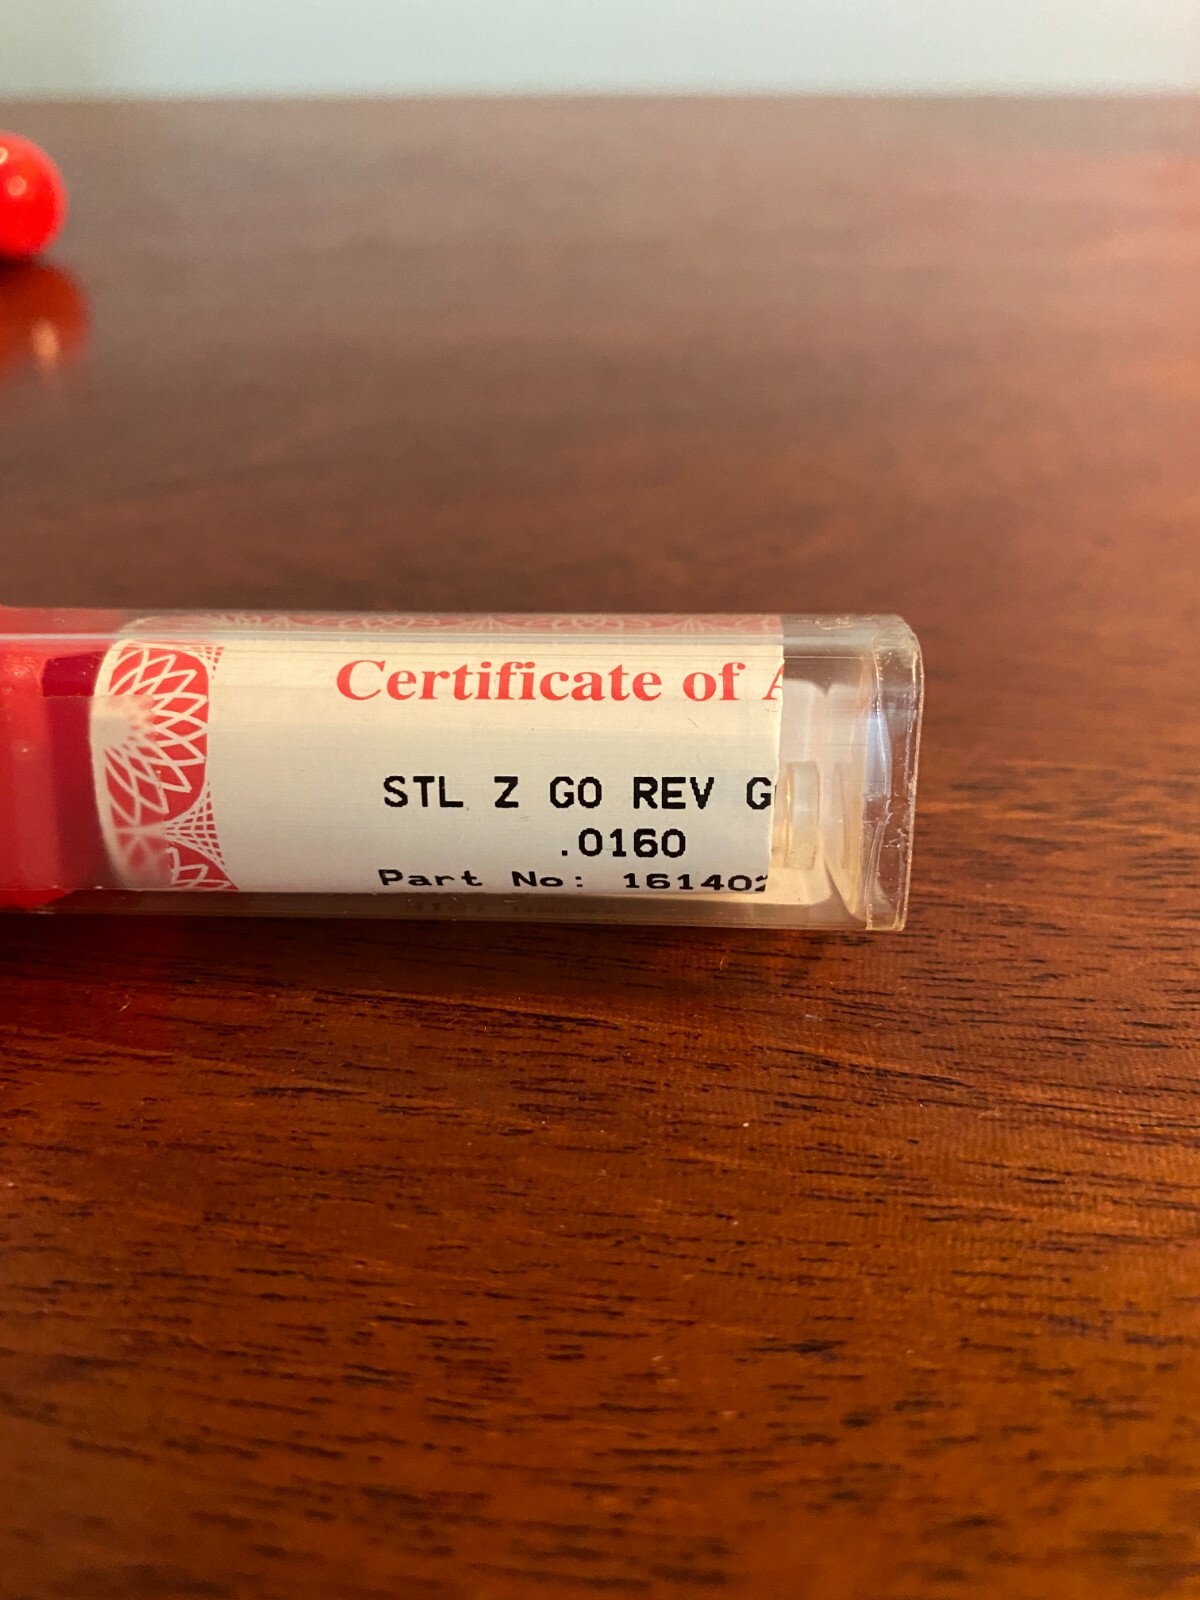 Certificate of
STL Z GO REV
.0160
Part No: